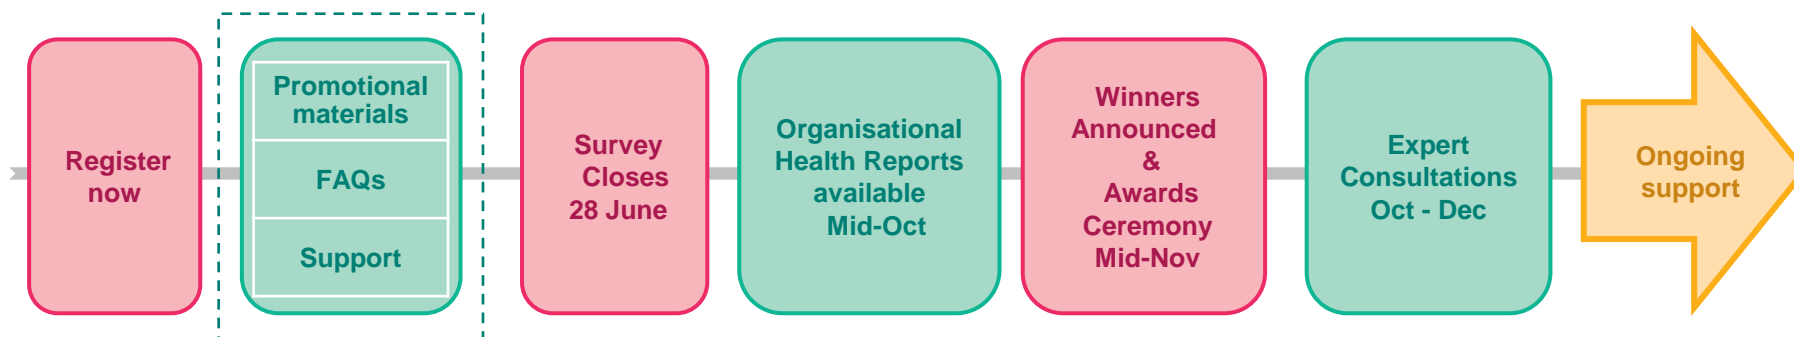 Register
now
Promotional
materials
FAQs
Support
Survey
Closes
28 June
Organisational
Health Reports
available
Mid-Oct
Winners
Announced
&
Awards
Ceremony
Mid-Nov
Expert
Consultations
Oct - Dec
Ongoing
support